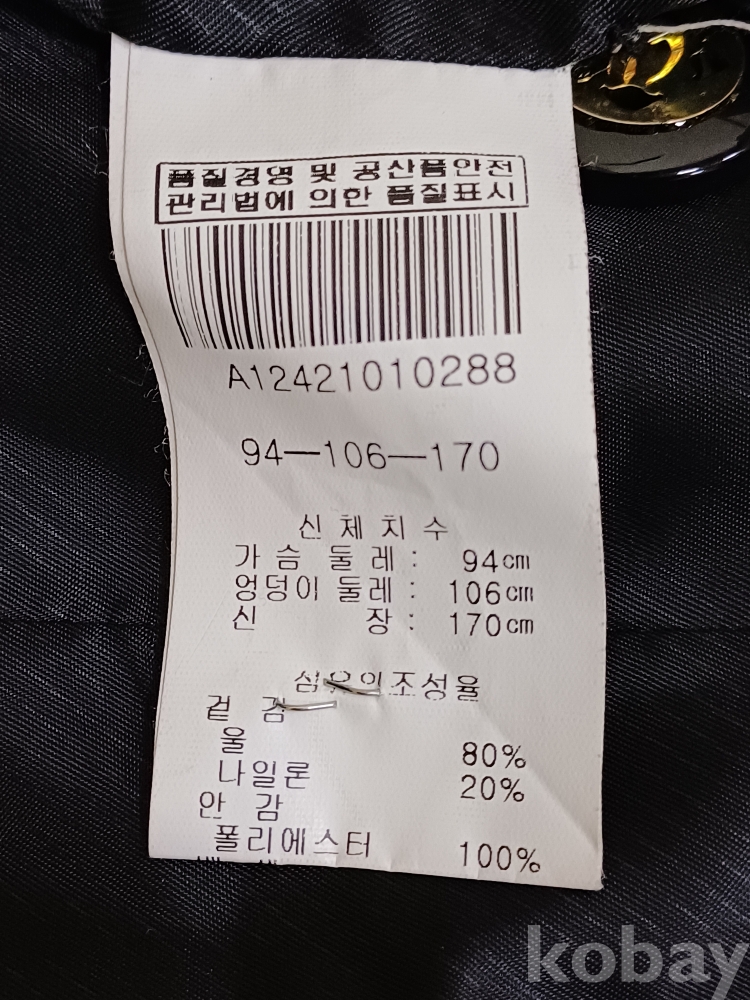 품질경영 및 공산품안전
관리법에 의한 품질표시
A12421010288
94—106—170
신체치수
가슴 둘레 : 94cm
엉덩이 둘레 : 106cm
신 장 : 170cm
섬유의조성율
겉 감
울 80%
나일론 20%
안 감
폴리에스터 100%
kobay